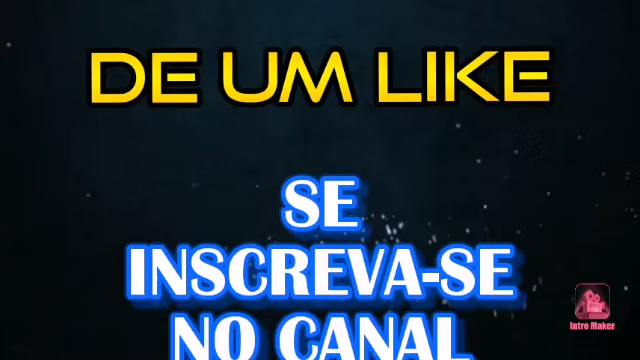 DE UM LIKE
SE
INSCREVA-SE
NO CANAL
Intro Maker